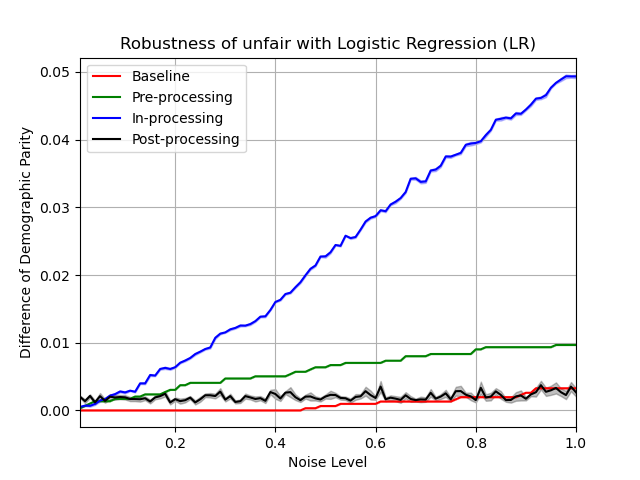 Robustness of unfair with Logistic Regression (LR)
Difference of Demographic Parity
0.05
0.04
0.03
0.02
0.01
0.00
Baseline
Pre-processing
In-processing
Post-processing
0.2 0.4 0.6 0.8 1.0
Noise Level